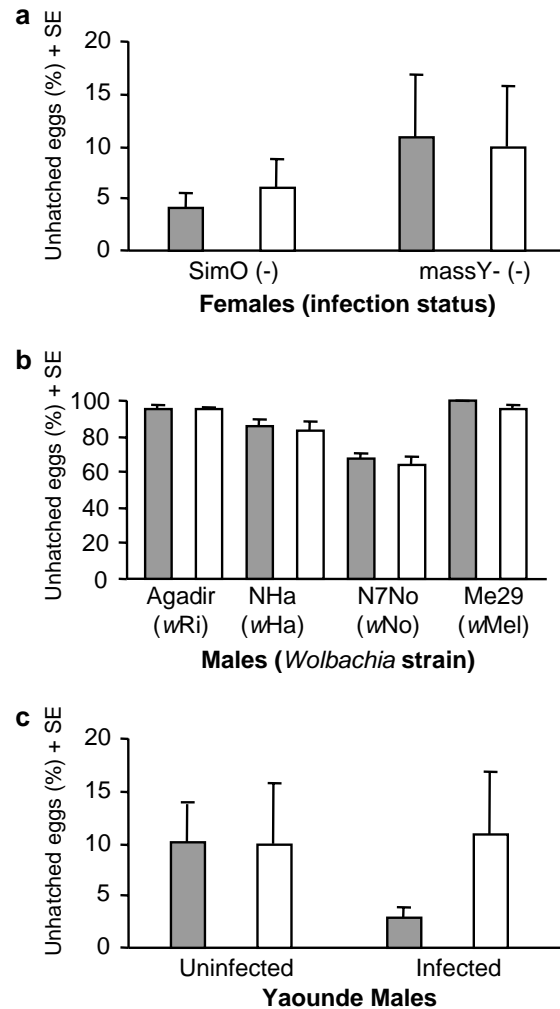 a
Unhatched eggs (%) + SE
20
15
10
5
0
SimO (-) massY- (-)
Females (infection status)
b
Unhatched eggs (%) + SE
100
80
60
40
20
0
Agadir NHa N7No Me29
(wRi) (wHa) (wNo) (wMel)
Males (Wolbachia strain)
c
Unhatched eggs (%) + SE
20
15
10
5
0
Uninfected Infected
Yaounde Males